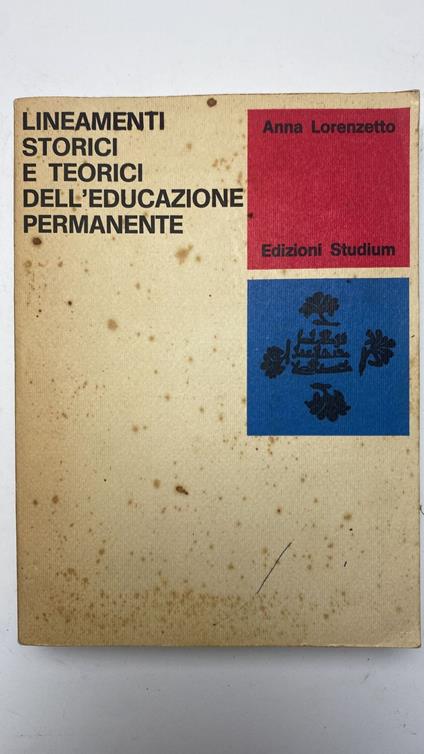 LINEAMENTI
STORICI
E TEORICI
DELL'EDUCAZIONE
PERMANENTE
Anna Lorenzetto
Edizioni Studium